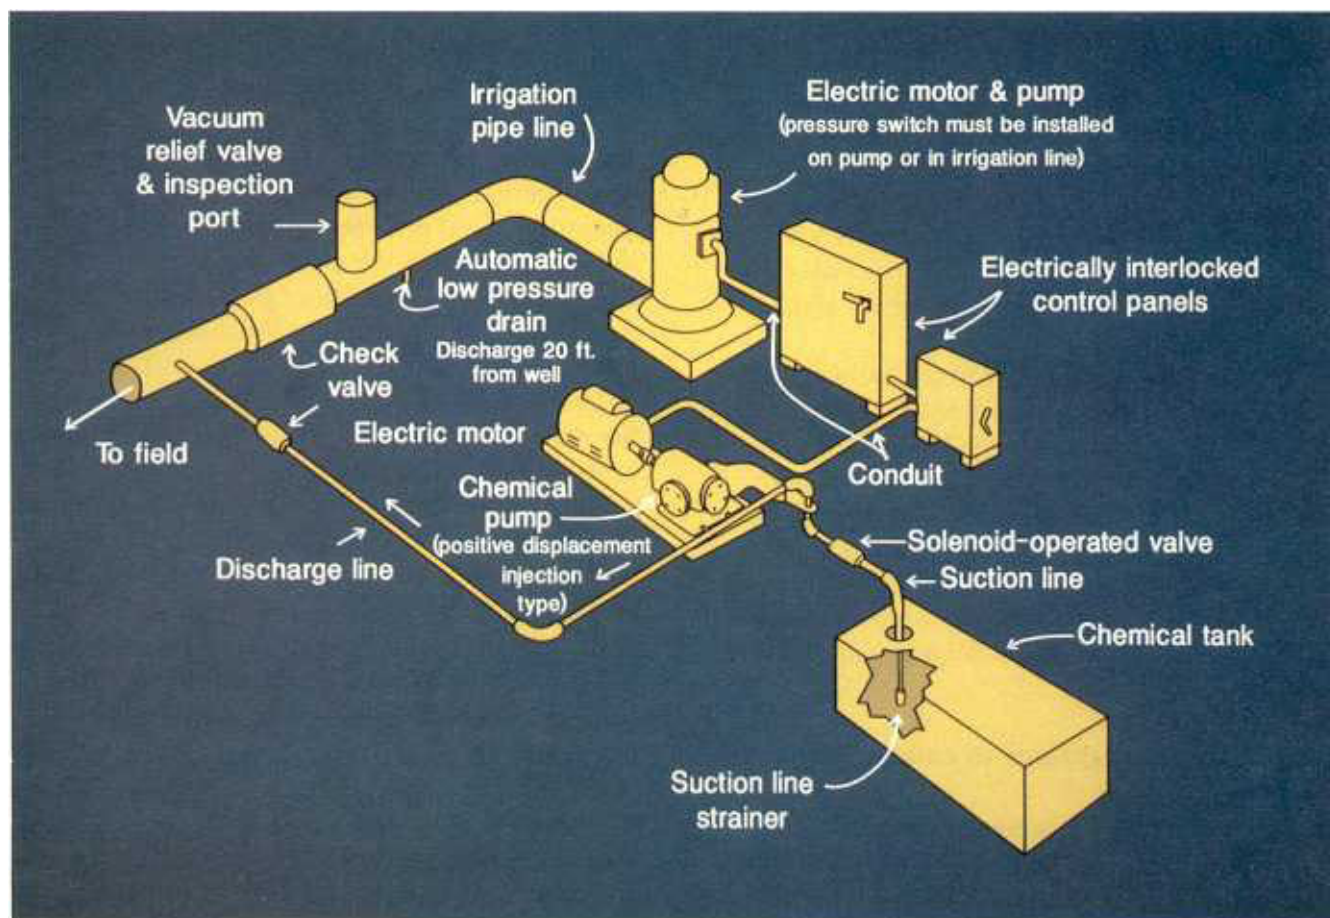 Vacuum
relief valve
& inspection
port
Irrigation
pipe line
Electric motor & pump
(pressure switch must be installed
on pump or in irrigation line)
Automatic
low pressure
drain
Discharge 20 ft.
from well
Electrically interlocked
control panels
Check
valve
To field
Electric motor
Conduit
Chemical
pump
(positive displacement
injection
type)
Discharge line
Solenoid-operated valve
Suction line
Chemical tank
Suction line
strainer